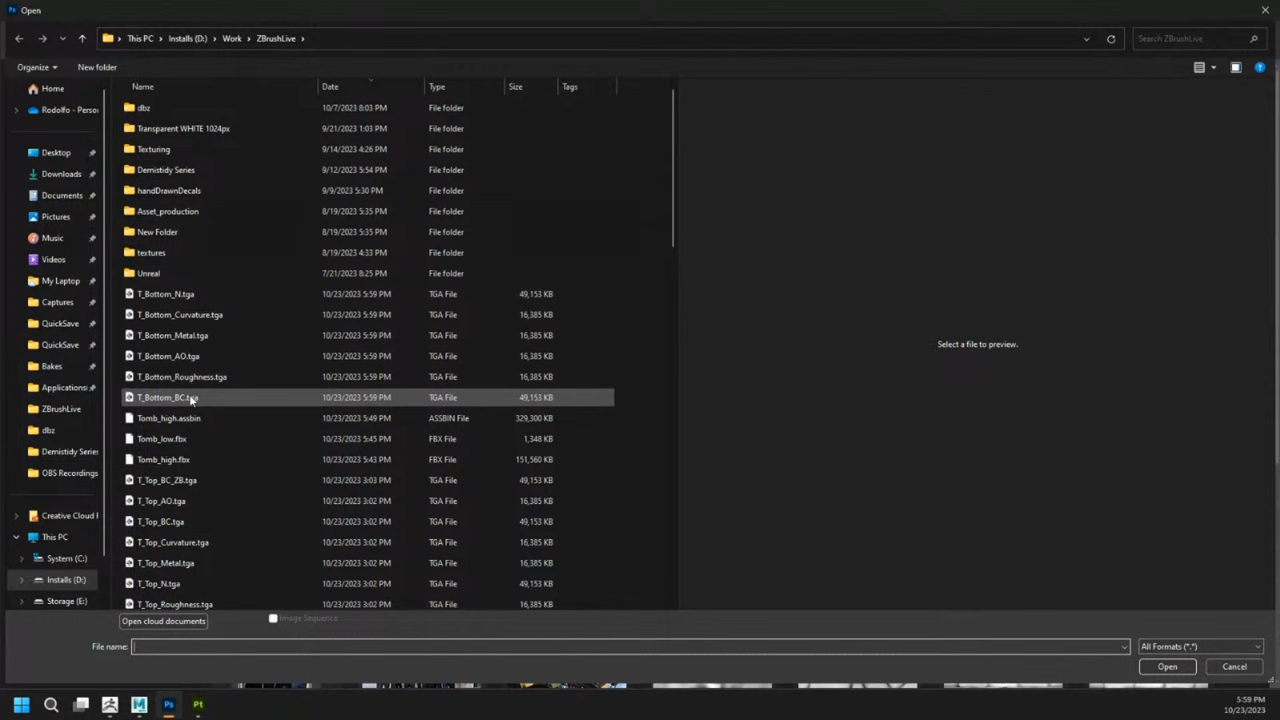 Open
This PC > Installs (D:) > Work > ZBrushLive >
Search ZBrushLive
Organize
New folder
Name Date Type Size Tags
Home
Rodolfo - Perso
Desktop
Downloads
Documents
Pictures
Music
Videos
My Laptop
Captures
QuickSave
QuickSave
Bakes
Applications
ZBrushLive
dbz
Demistidy Series
OBS Recordings
Creative Cloud F
This PC
System (C:)
Installs (D:)
Storage (E:)
dbz 10/7/2023 8:03 PM File folder
Transparent WHITE 1024px 9/21/2023 1:03 PM File folder
Texturing 9/14/2023 4:26 PM File folder
Demistidy Series 9/12/2023 5:54 PM File folder
handDrawnDecals 9/9/2023 5:30 PM File folder
Asset_production 8/19/2023 5:35 PM File folder
New Folder 8/19/2023 5:35 PM File folder
textures 8/19/2023 4:33 PM File folder
Unreal 7/21/2023 8:25 PM File folder
T_Bottom_N.tga 10/23/2023 5:59 PM TGA File 49,153 KB
T_Bottom_Curvature.tga 10/23/2023 5:59 PM TGA File 16,385 KB
T_Bottom_Metal.tga 10/23/2023 5:59 PM TGA File 16,385 KB
T_Bottom_AO.tga 10/23/2023 5:59 PM TGA File 16,385 KB
T_Bottom_Roughness.tga 10/23/2023 5:59 PM TGA File 16,385 KB
T_Bottom_BC.tga 10/23/2023 5:59 PM TGA File 49,153 KB
Tomb_high.assbin 10/23/2023 5:49 PM ASSBIN File 329,300 KB
Tomb_low.fbx 10/23/2023 5:45 PM FBX File 1,348 KB
Tomb_high.fbx 10/23/2023 5:43 PM FBX File 151,560 KB
T_Top_BC_ZB.tga 10/23/2023 3:03 PM TGA File 49,153 KB
T_Top_AO.tga 10/23/2023 3:02 PM TGA File 16,385 KB
T_Top_BC.tga 10/23/2023 3:02 PM TGA File 49,153 KB
T_Top_Curvature.tga 10/23/2023 3:02 PM TGA File 16,385 KB
T_Top_Metal.tga 10/23/2023 3:02 PM TGA File 16,385 KB
T_Top_N.tga 10/23/2023 3:02 PM TGA File 49,153 KB
T_Top_Roughness.tga 10/23/2023 3:02 PM TGA File 16,385 KB
Select a file to preview.
Open cloud documents
Image Sequence
File name:
All Formats (*.*)
Open
Cancel
Ps
Pt
5:59 PM
10/23/2023